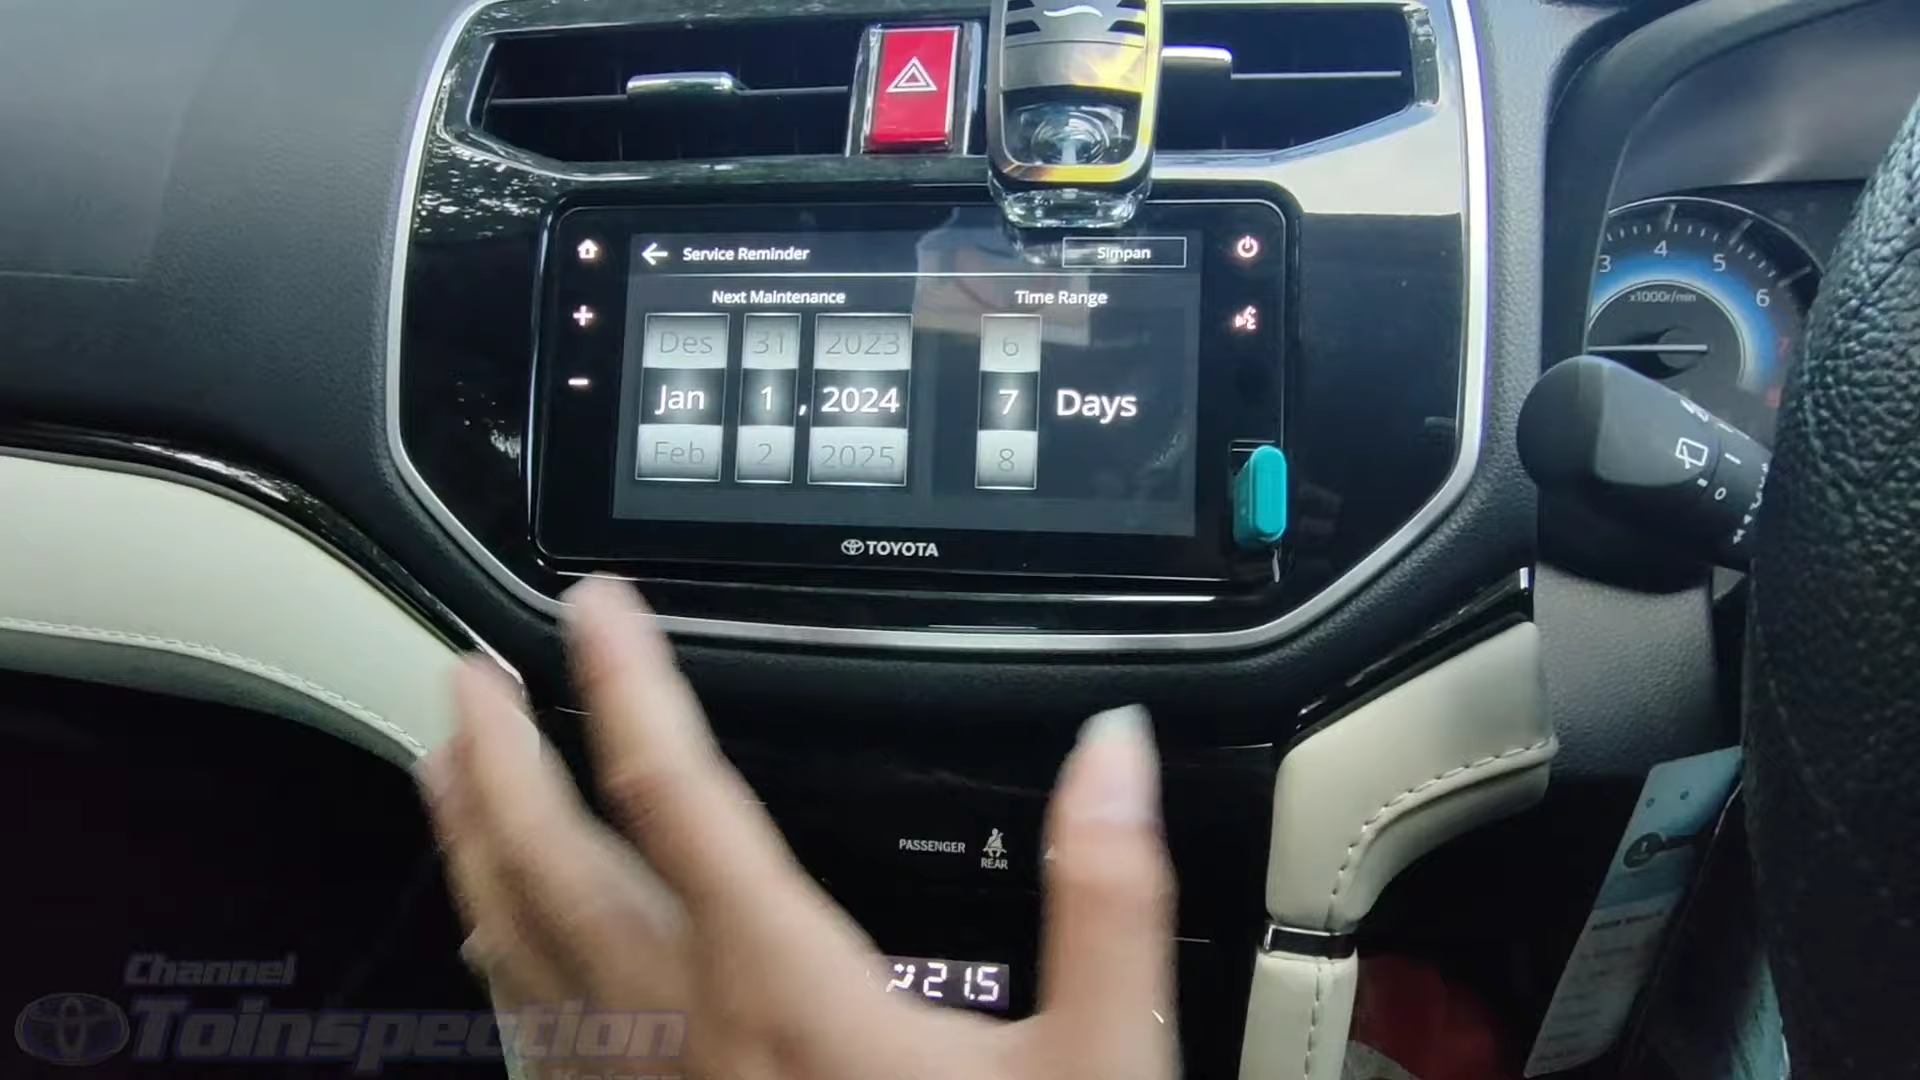 Service Reminder
Simpan
Next Maintenance
Time Range
Des 31 2023
6
Jan 1 , 2024
7 Days
Feb 2 2025
8
TOYOTA
3 4 5 6 7
x1000r/min
PASSENGER
REAR
21.5
Channel
Toinspection